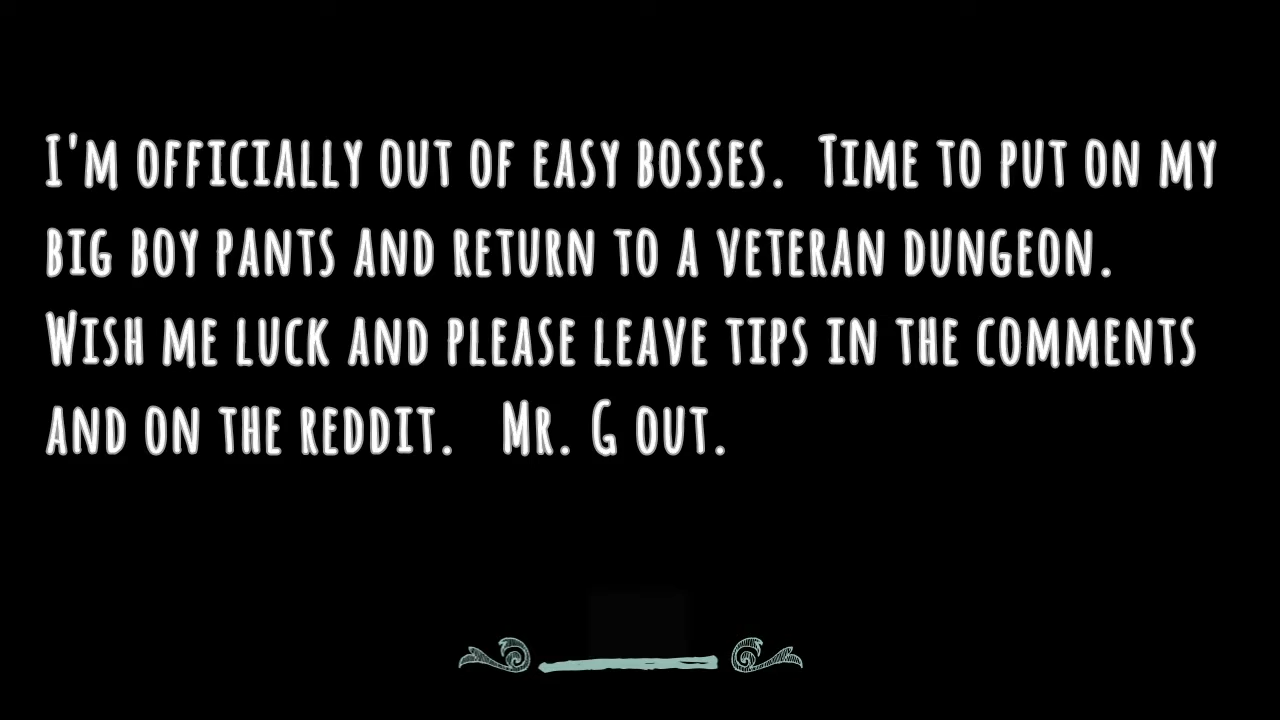 I'm officially out of easy bosses. Time to put on my
big boy pants and return to a veteran dungeon.
Wish me luck and please leave tips in the comments
and on the reddit. Mr. G out.